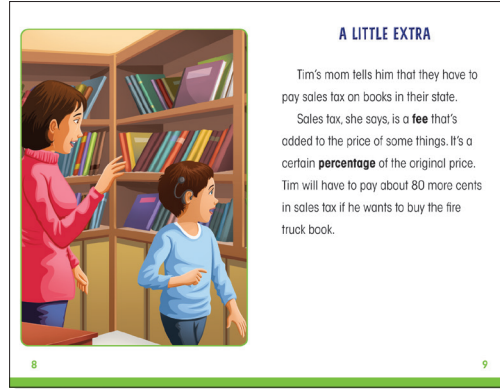 A LITTLE EXTRA
Tim's mom tells him that they have to
pay sales tax on books in their state.
Sales tax, she says, is a fee that's
added to the price of some things. It's a
certain percentage of the original price.
Tim will have to pay about 80 more cents
in sales tax if he wants to buy the fire
truck book.
8
9